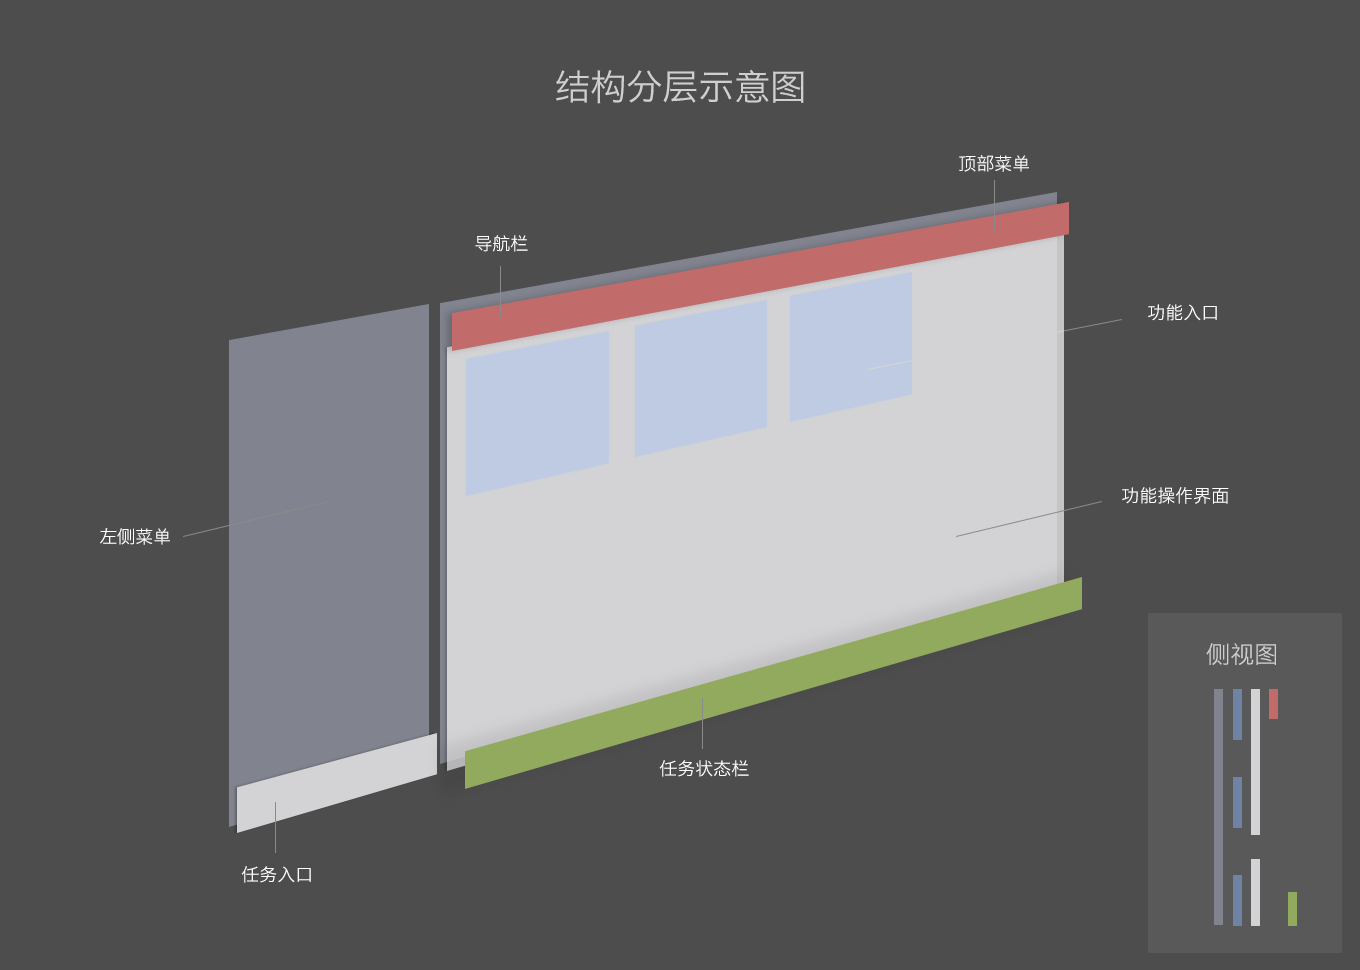 结构分层示意图
顶部菜单
导航栏
功能入口
功能操作界面
左侧菜单
侧视图
任务状态栏
任务入口